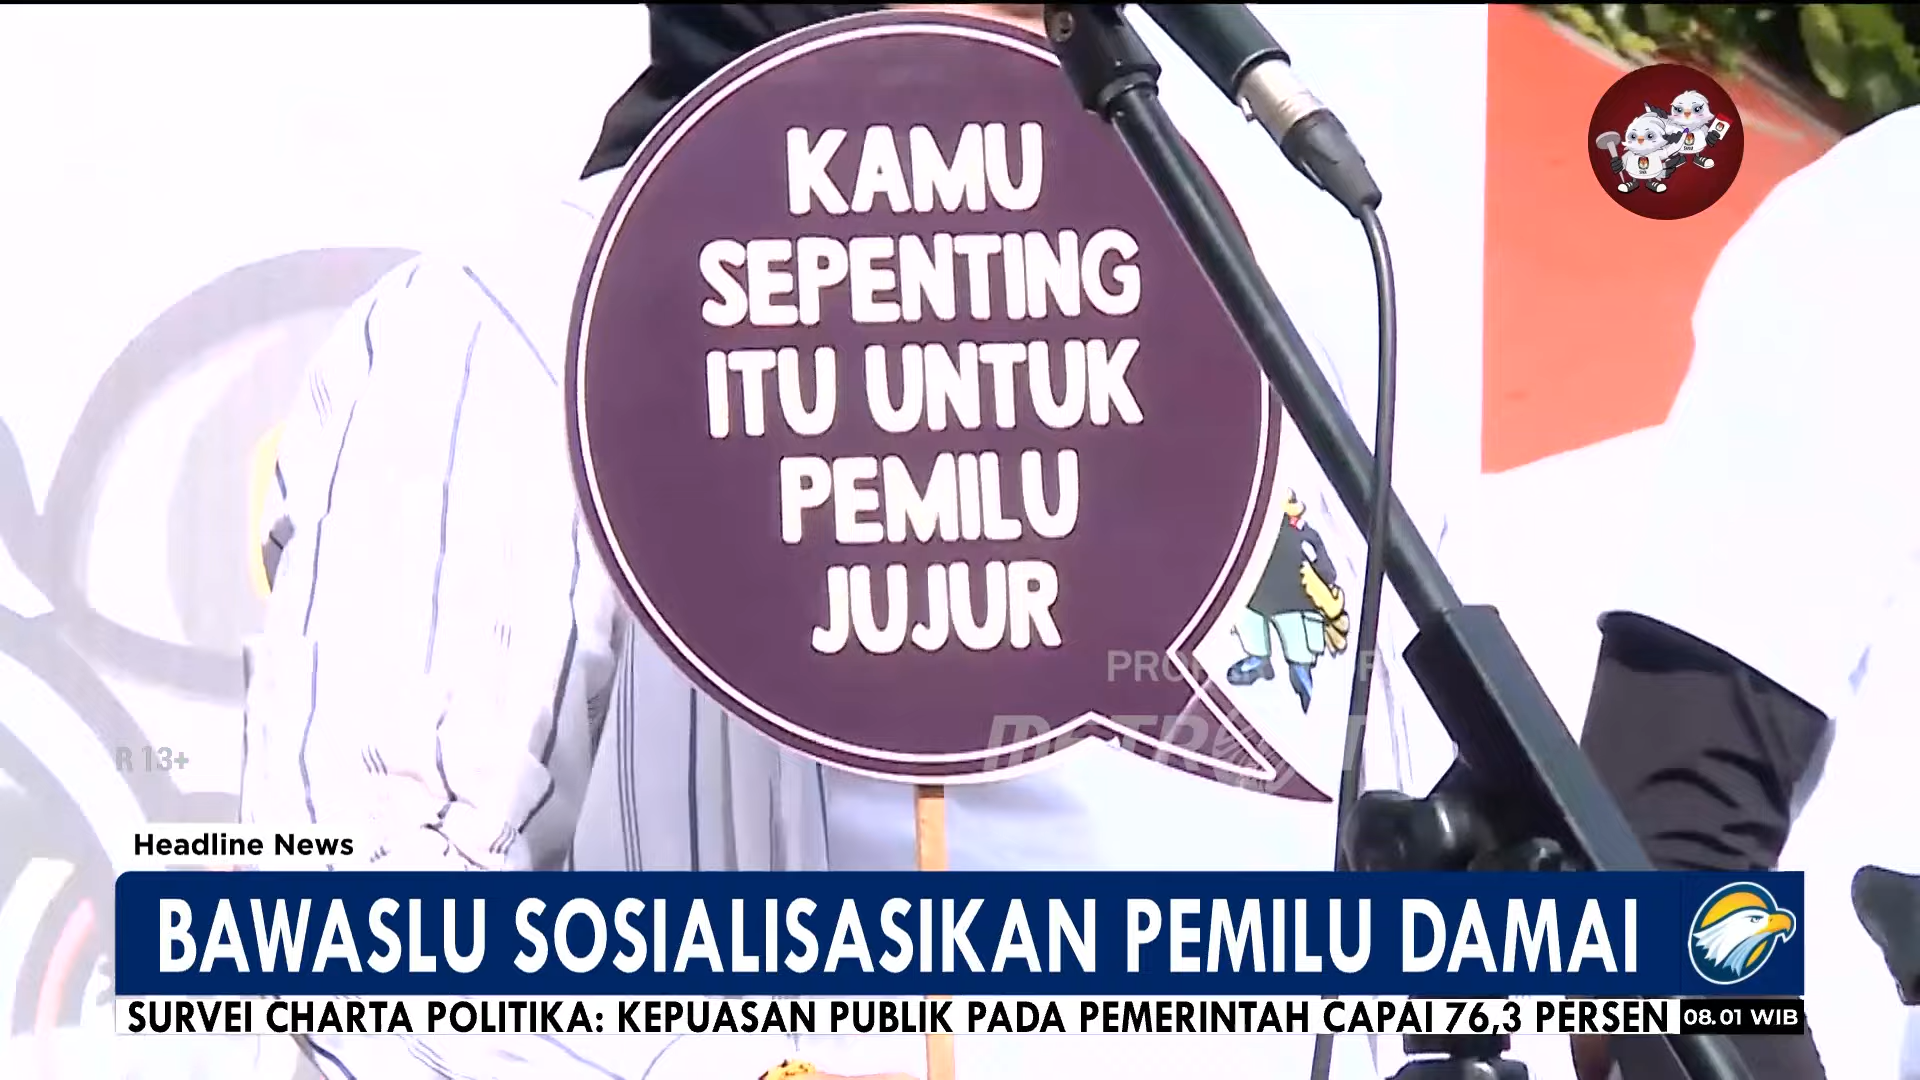 KAMU
SEPENTING
ITU UNTUK
PEMILU
JUJUR
R 13+
Headline News
BAWASLU SOSIALISASIKAN PEMILU DAMAI
SURVEI CHARTA POLITIKA: KEPUASAN PUBLIK PADA PEMERINTAH CAPAI 76,3 PERSEN
08.01 WIB